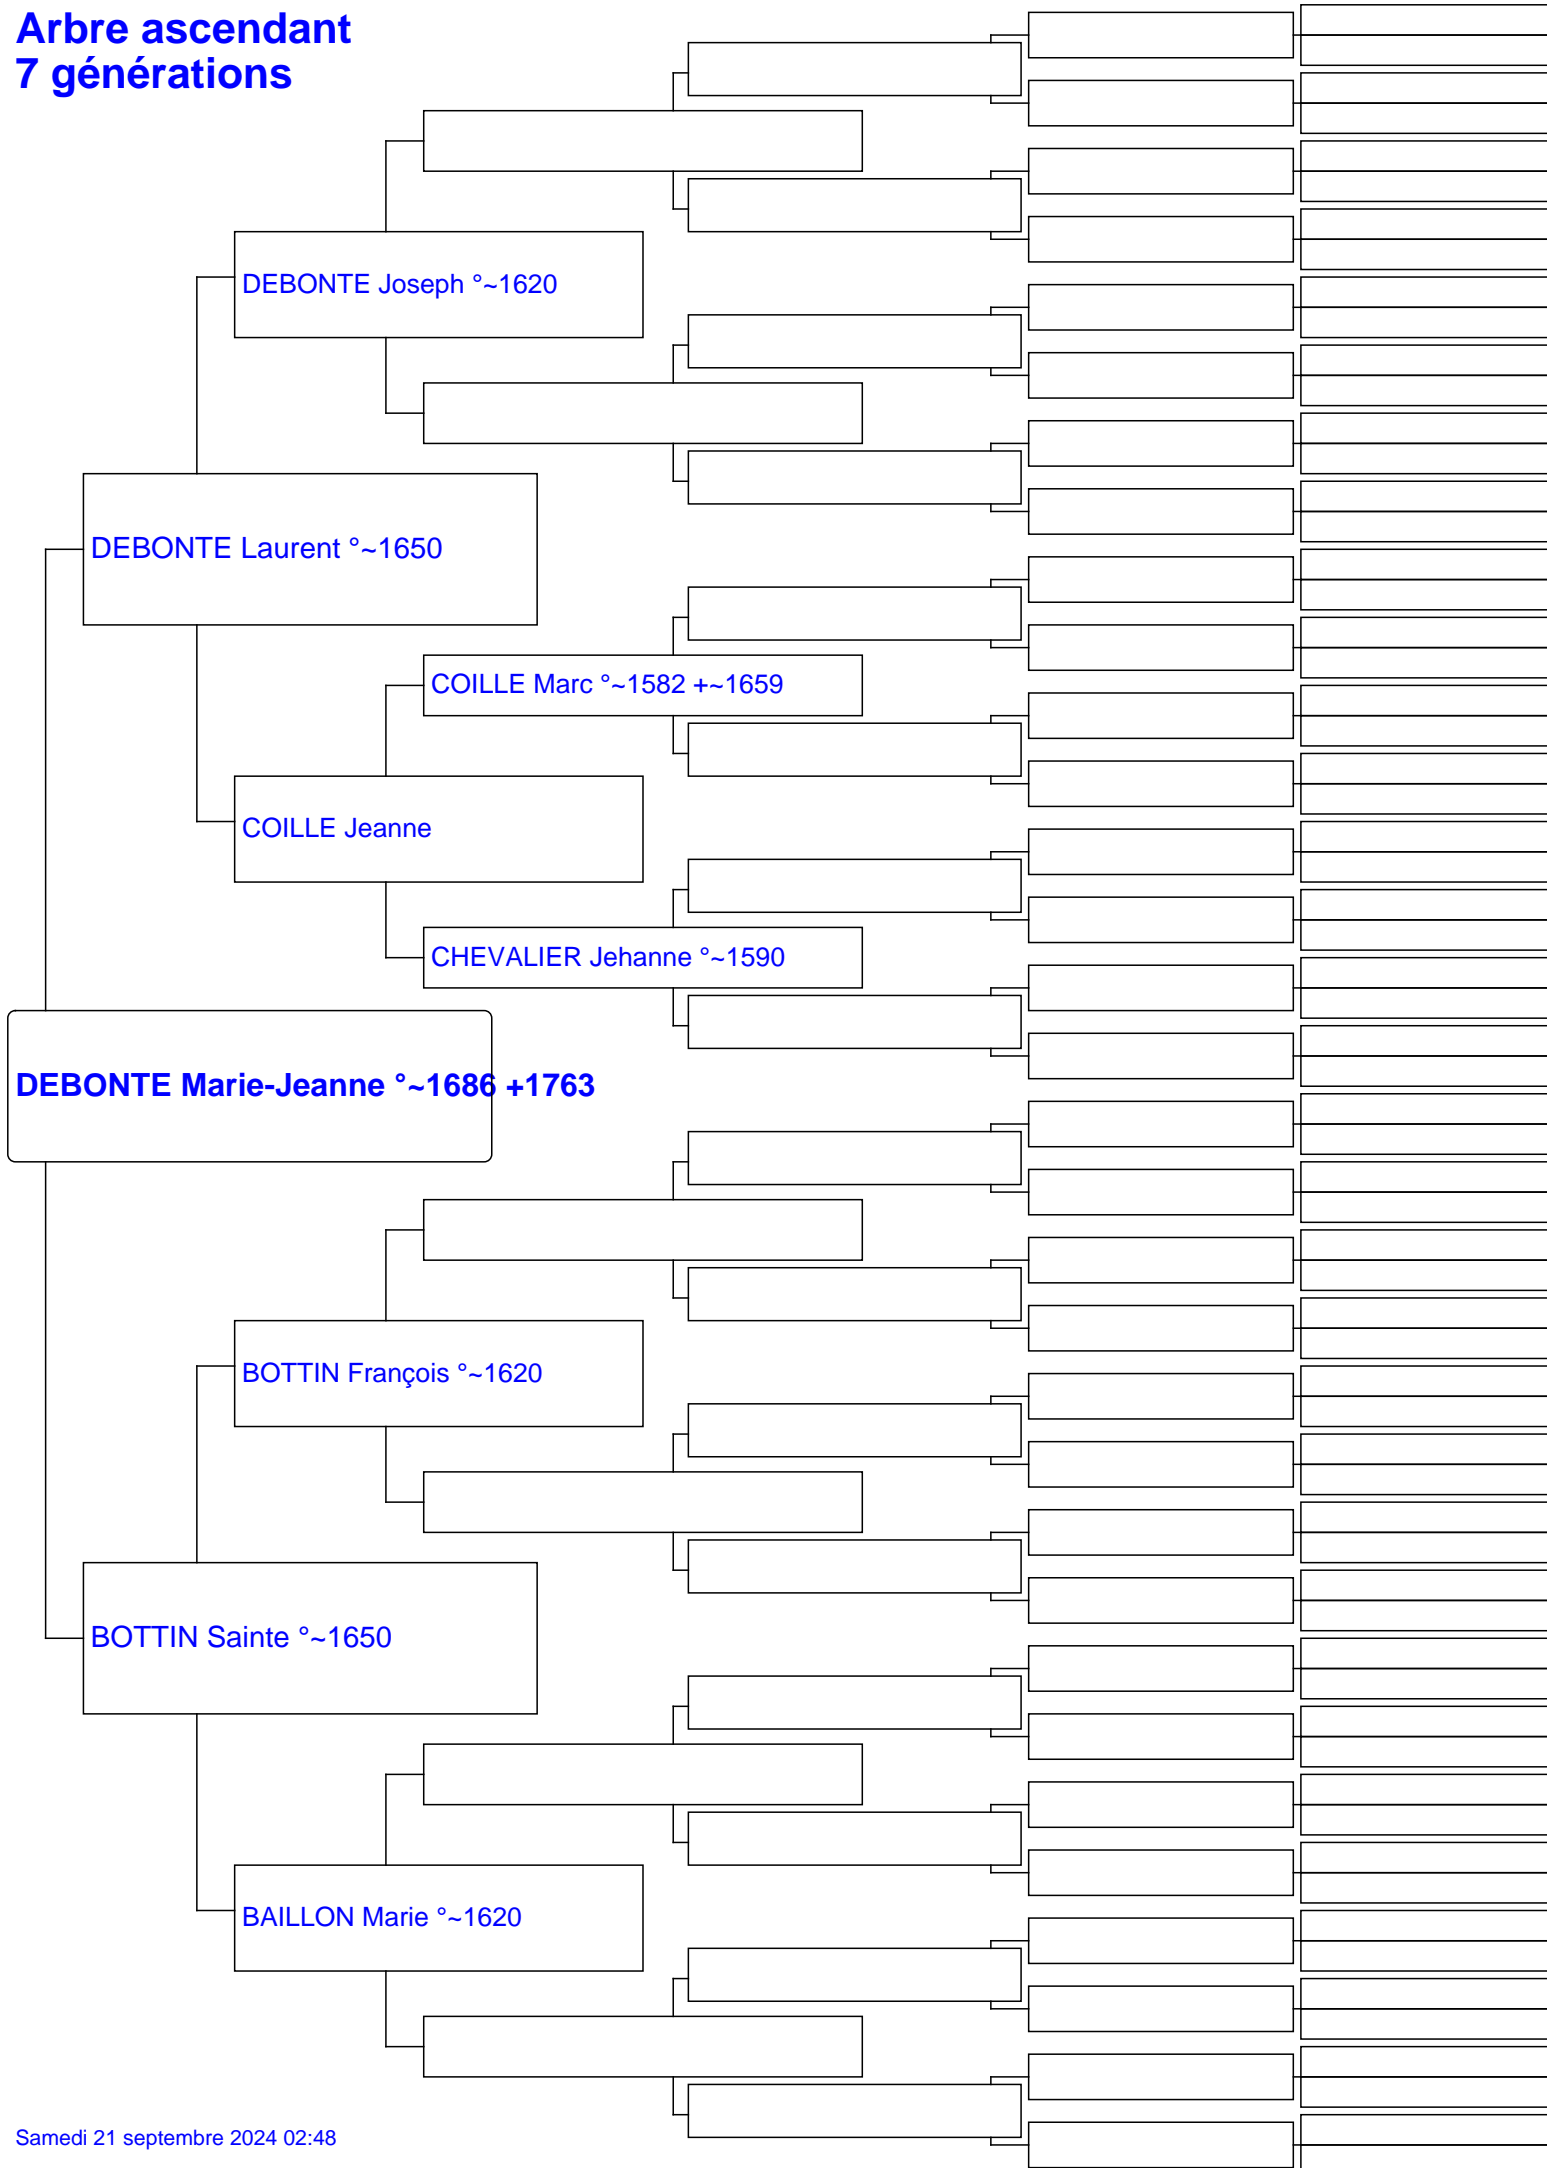 Arbre ascendant
7 générations
DEBONTE Joseph °~1620
DEBONTE Laurent °~1650
COILLE Marc °~1582 +~1659
COILLE Jeanne
CHEVALIER Jehanne °~1590
DEBONTE Marie-Jeanne °~1686 +1763
BOTTIN François °~1620
BOTTIN Sainte °~1650
BAILLON Marie °~1620
Samedi 21 septembre 2024 02:48